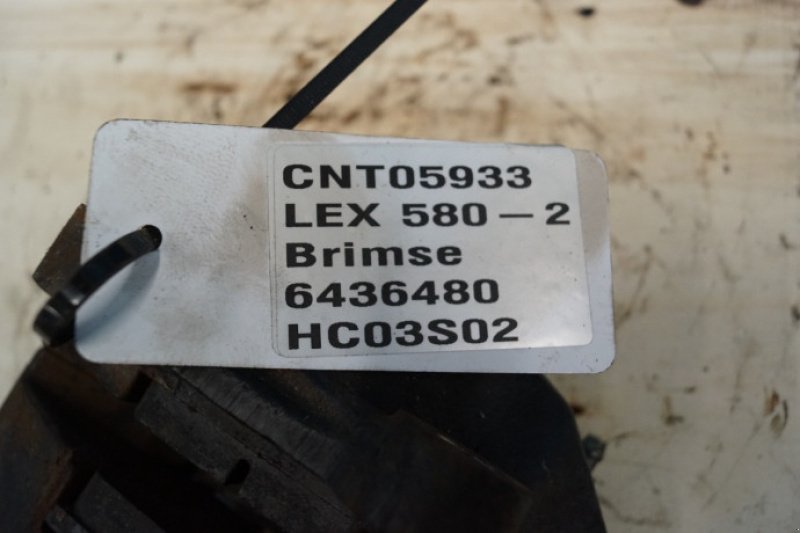 CNT05933
LEX 580-2
Brimse
6436480
HC03S02